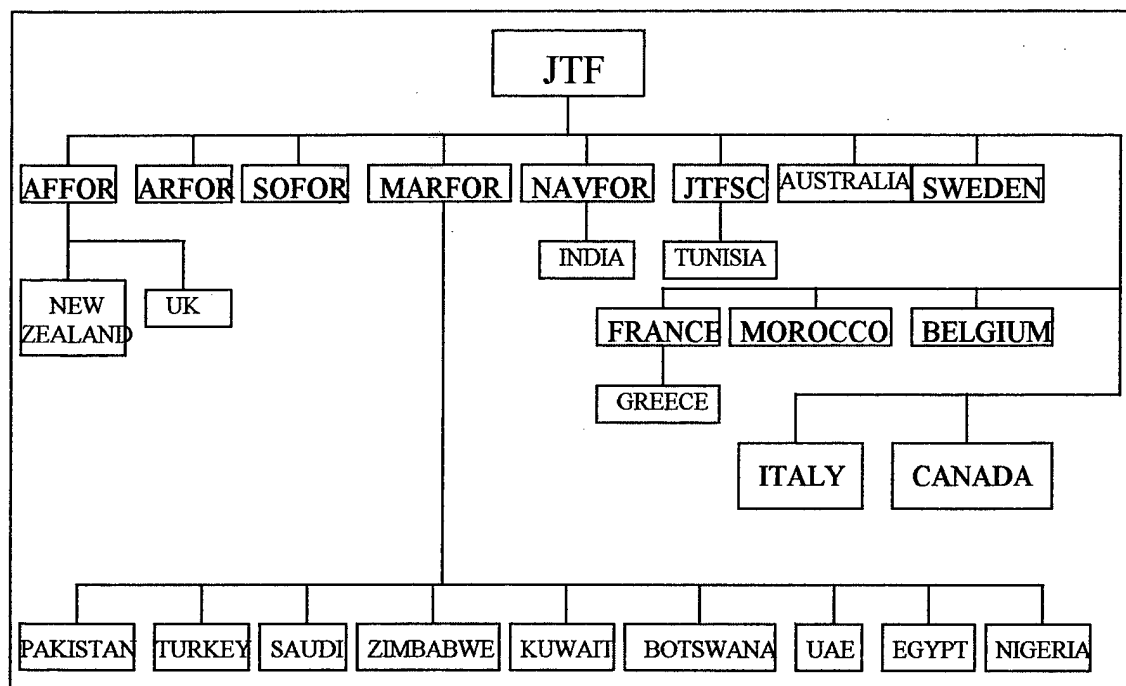 JTF
AFFOR
ARFOR
SOFOR
MARFOR
NAVFOR
JTFSC
AUSTRALIA
SWEDEN
INDIA
TUNISIA
NEW
ZEALAND
UK
FRANCE
MOROCCO
BELGIUM
GREECE
ITALY
CANADA
PAKISTAN
TURKEY
SAUDI
ZIMBABWE
KUWAIT
BOTSWANA
UAE
EGYPT
NIGERIA